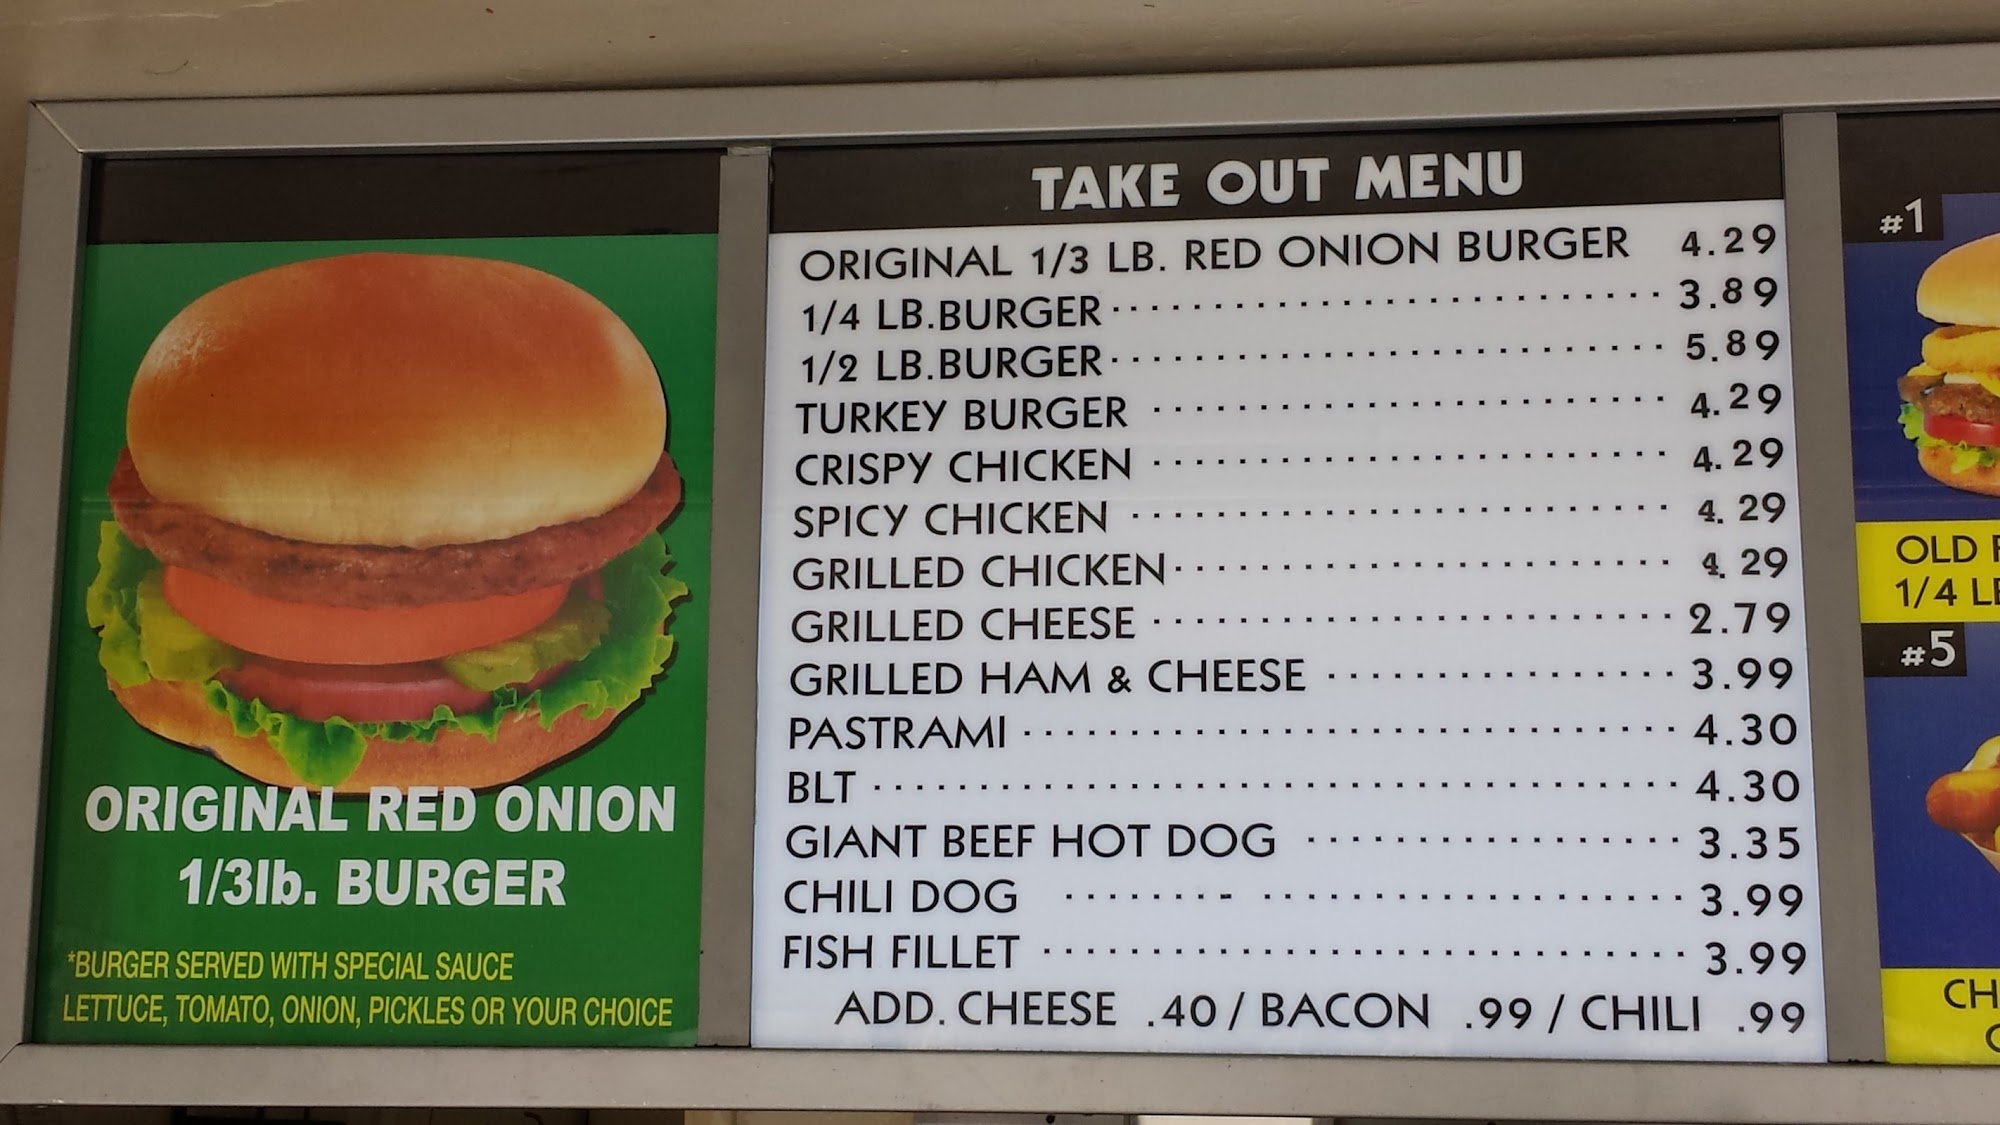 ORIGINAL RED ONION
1/3lb. BURGER
*BURGER SERVED WITH SPECIAL SAUCE
LETTUCE, TOMATO, ONION, PICKLES OR YOUR CHOICE
TAKE OUT MENU
ORIGINAL 1/3 LB. RED ONION BURGER 4.29
1/4 LB.BURGER 3.89
1/2 LB.BURGER 5.89
TURKEY BURGER 4.29
CRISPY CHICKEN 4.29
SPICY CHICKEN 4.29
GRILLED CHICKEN 4.29
GRILLED CHEESE 2.79
GRILLED HAM & CHEESE 3.99
PASTRAMI 4.30
BLT 4.30
GIANT BEEF HOT DOG 3.35
CHILI DOG 3.99
FISH FILLET 3.99
ADD. CHEESE .40 / BACON .99 / CHILI .99
#1
OLD
1/4
#5